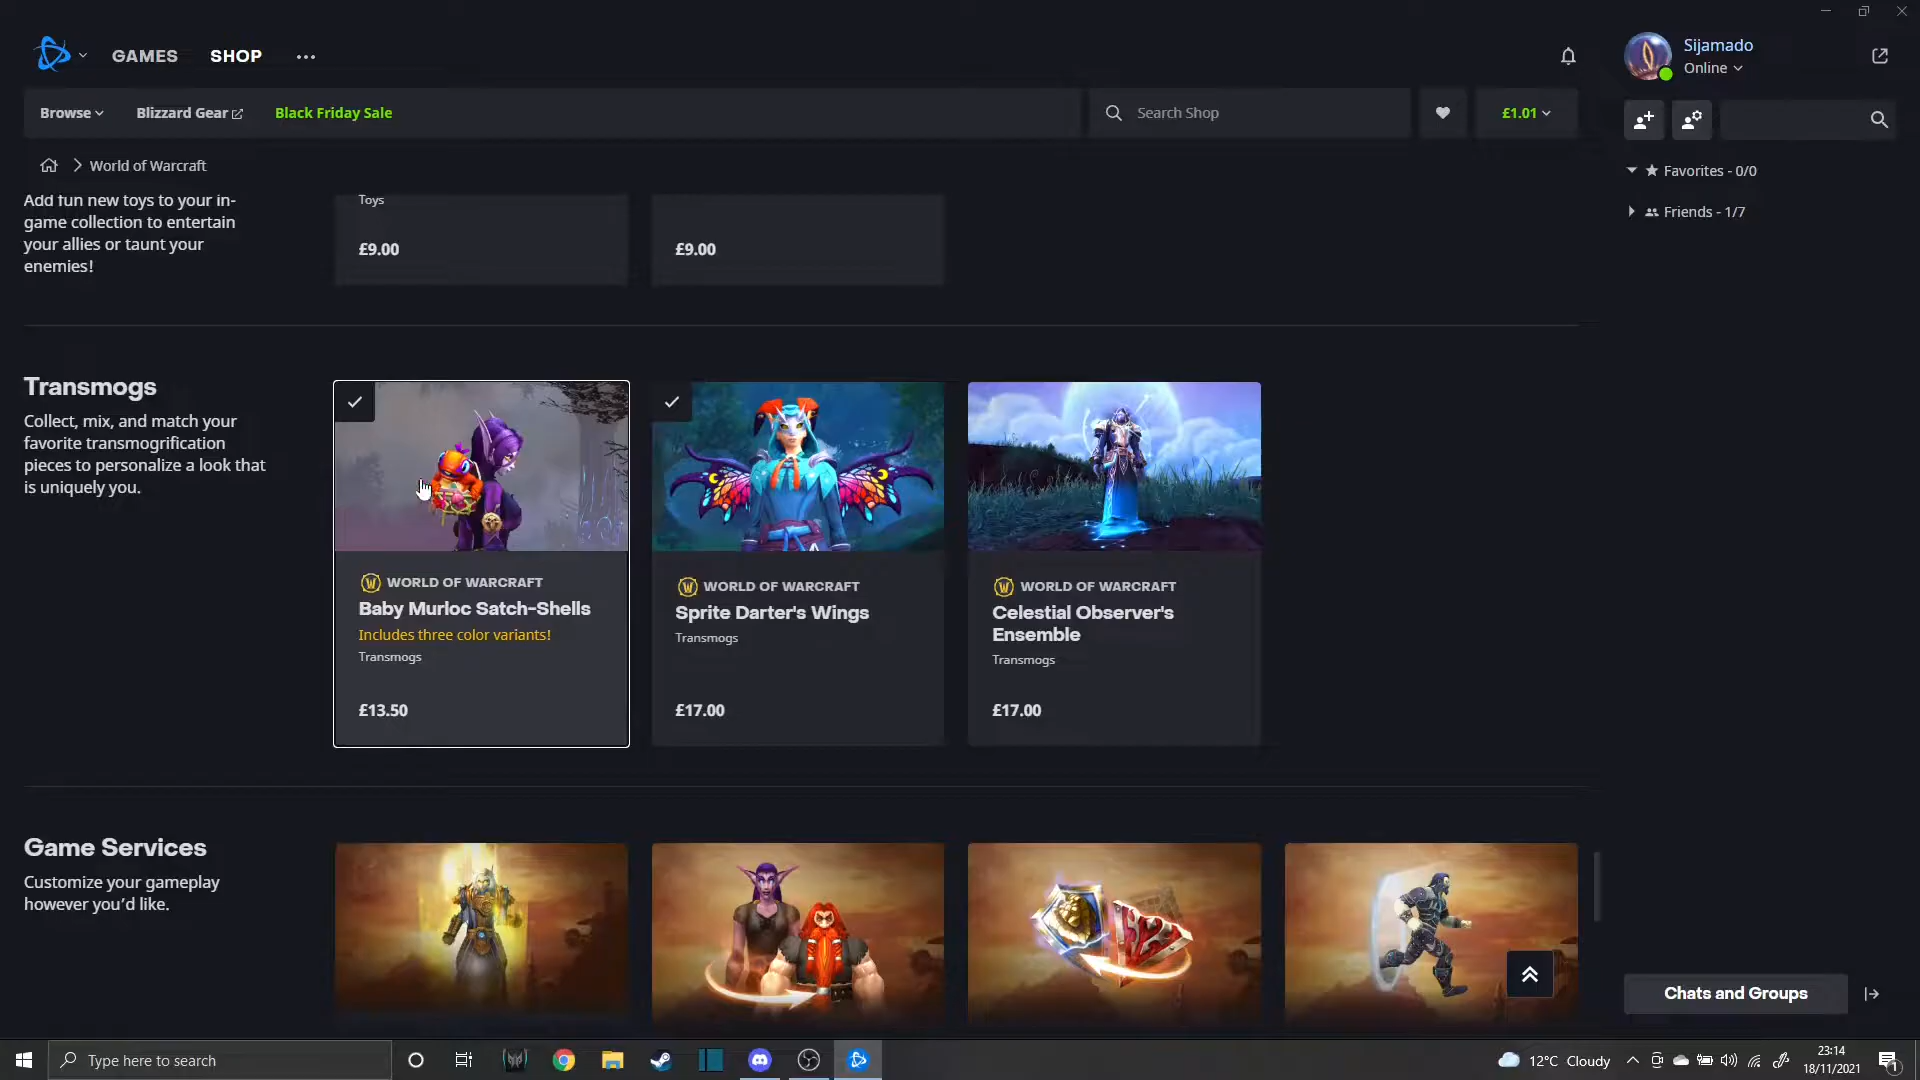 GAMES
SHOP
Sijamado
Online
Browse
Blizzard Gear
Black Friday Sale
Search Shop
£1.01
World of Warcraft
Favorites - 0/0
Friends - 1/7
Add fun new toys to your in-
game collection to entertain
your allies or taunt your
enemies!
Toys
£9.00
£9.00
Transmogs
Collect, mix, and match your
favorite transmogrification
pieces to personalize a look that
is uniquely you.
WORLD OF WARCRAFT
Baby Murloc Satch-Shells
Includes three color variants!
Transmogs
£13.50
WORLD OF WARCRAFT
Sprite Darter's Wings
Transmogs
£17.00
WORLD OF WARCRAFT
Celestial Observer's
Ensemble
Transmogs
£17.00
Game Services
Customize your gameplay
however you'd like.
Chats and Groups
Type here to search
12°C Cloudy
23:14
18/11/2021
1